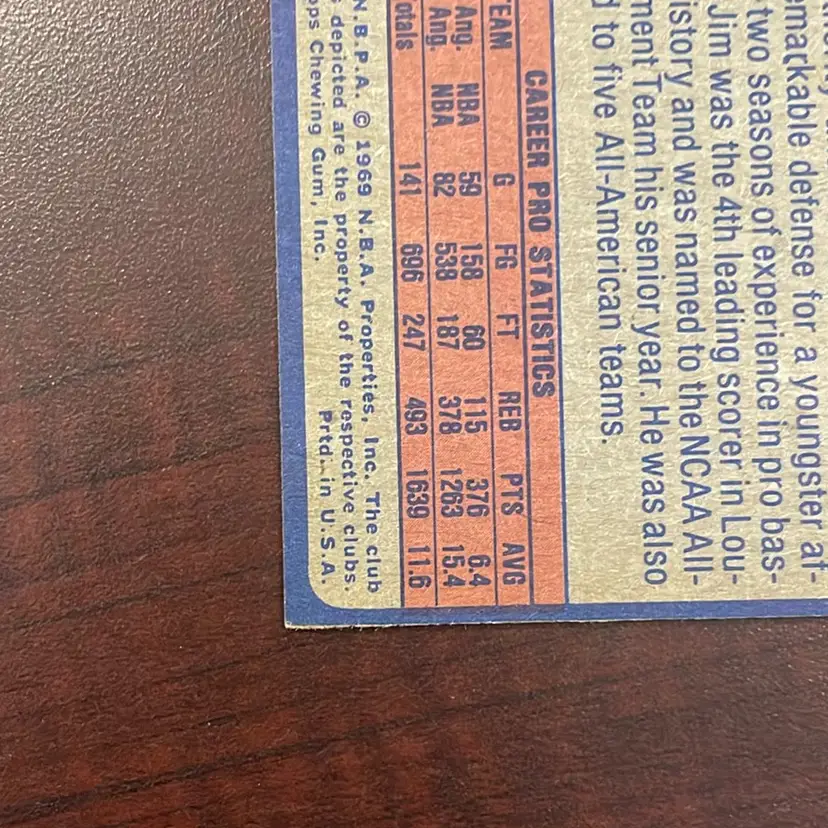 emarkable defense for a youngster af-
two seasons of experience in pro bas-
Jim was the 4th leading scorer in Lou-
istory and was named to the NCAA All-
ment Team his senior year. He was also
d to five All-American teams.
CAREER PRO STATISTICS
TEAM G FG FT REB PTS AVG
Ang. NBA 59 158 60 115 376 6.4
Ang. NBA 82 538 187 378 1263 15.4
otals 141 696 247 493 1639 11.6
N.B.P.A. © 1969 N.B.A. Properties, Inc. The club
s depicted are the property of the respective clubs.
ops Chewing Gum, Inc. Prtd. in U.S.A.